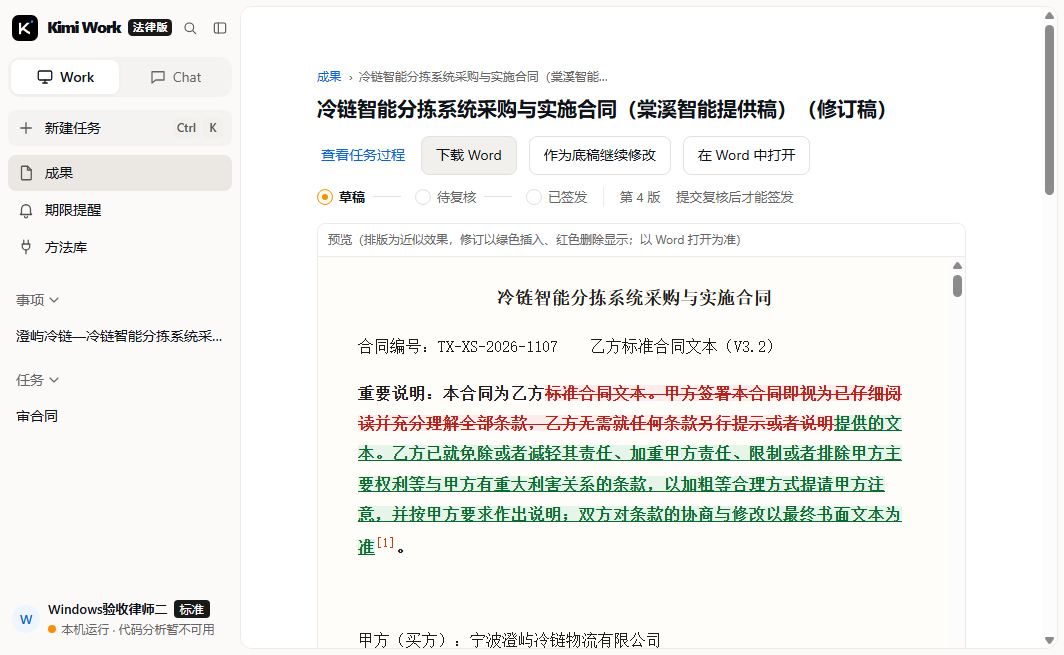 Kimi Work 法律版
Work
Chat
新建任务 Ctrl K
成果
期限提醒
方法库
事项
澄屿冷链—冷链智能分拣系统采...
任务
审合同
W
Windows验收律师二 标准
本机运行 · 代码分析暂不可用
成果 › 冷链智能分拣系统采购与实施合同（棠溪智能...
冷链智能分拣系统采购与实施合同（棠溪智能提供稿）（修订稿）
查看任务过程 下载 Word 作为底稿继续修改 在 Word 中打开
草稿 待复核 已签发 第 4 版 提交复核后才能签发
预览（排版为近似效果，修订以绿色插入、红色删除显示；以 Word 打开为准）
冷链智能分拣系统采购与实施合同
合同编号：TX-XS-2026-1107 乙方标准合同文本（V3.2）
重要说明：本合同为乙方标准合同文本。甲方签署本合同即视为已仔细阅
读并充分理解全部条款，乙方无需就任何条款另行提示或者说明提供的文
本。乙方已就免除或者减轻其责任、加重甲方责任、限制或者排除甲方主
要权利等与甲方有重大利害关系的条款，以加粗等合理方式提请甲方注
意，并按甲方要求作出说明；双方对条款的协商与修改以最终书面文本为
准[1]。
甲方（买方）：宁波澄屿冷链物流有限公司